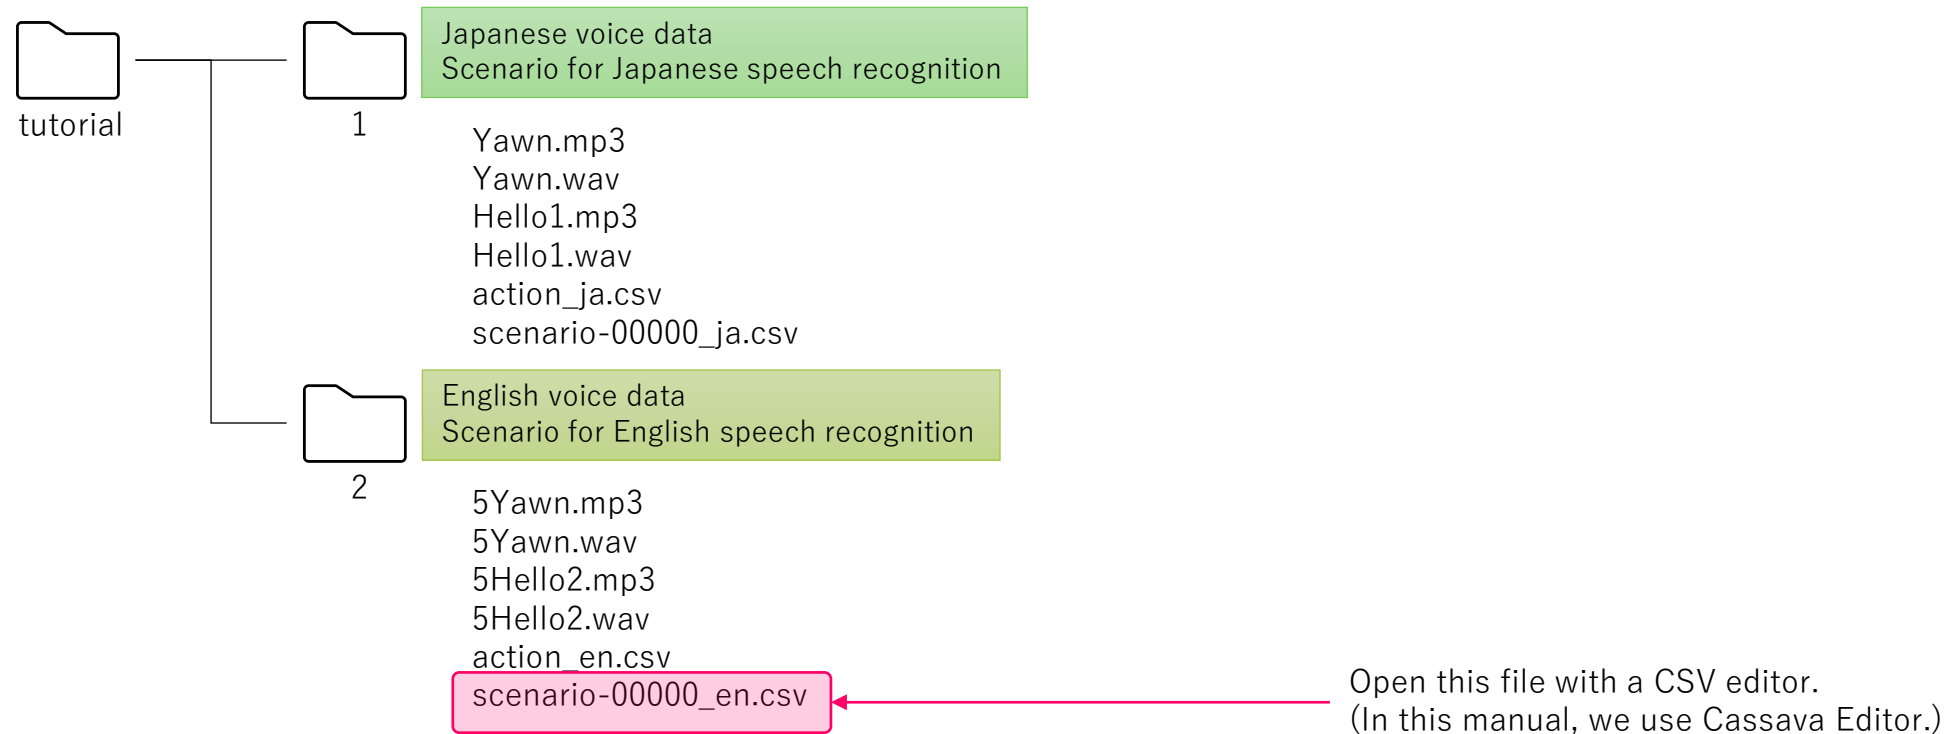 tutorial
1
Japanese voice data
Scenario for Japanese speech recognition
Yawn.mp3
Yawn.wav
Hello1.mp3
Hello1.wav
action_ja.csv
scenario-00000_ja.csv
2
English voice data
Scenario for English speech recognition
5Yawn.mp3
5Yawn.wav
5Hello2.mp3
5Hello2.wav
action_en.csv
scenario-00000_en.csv
Open this file with a CSV editor.
(In this manual, we use Cassava Editor.)